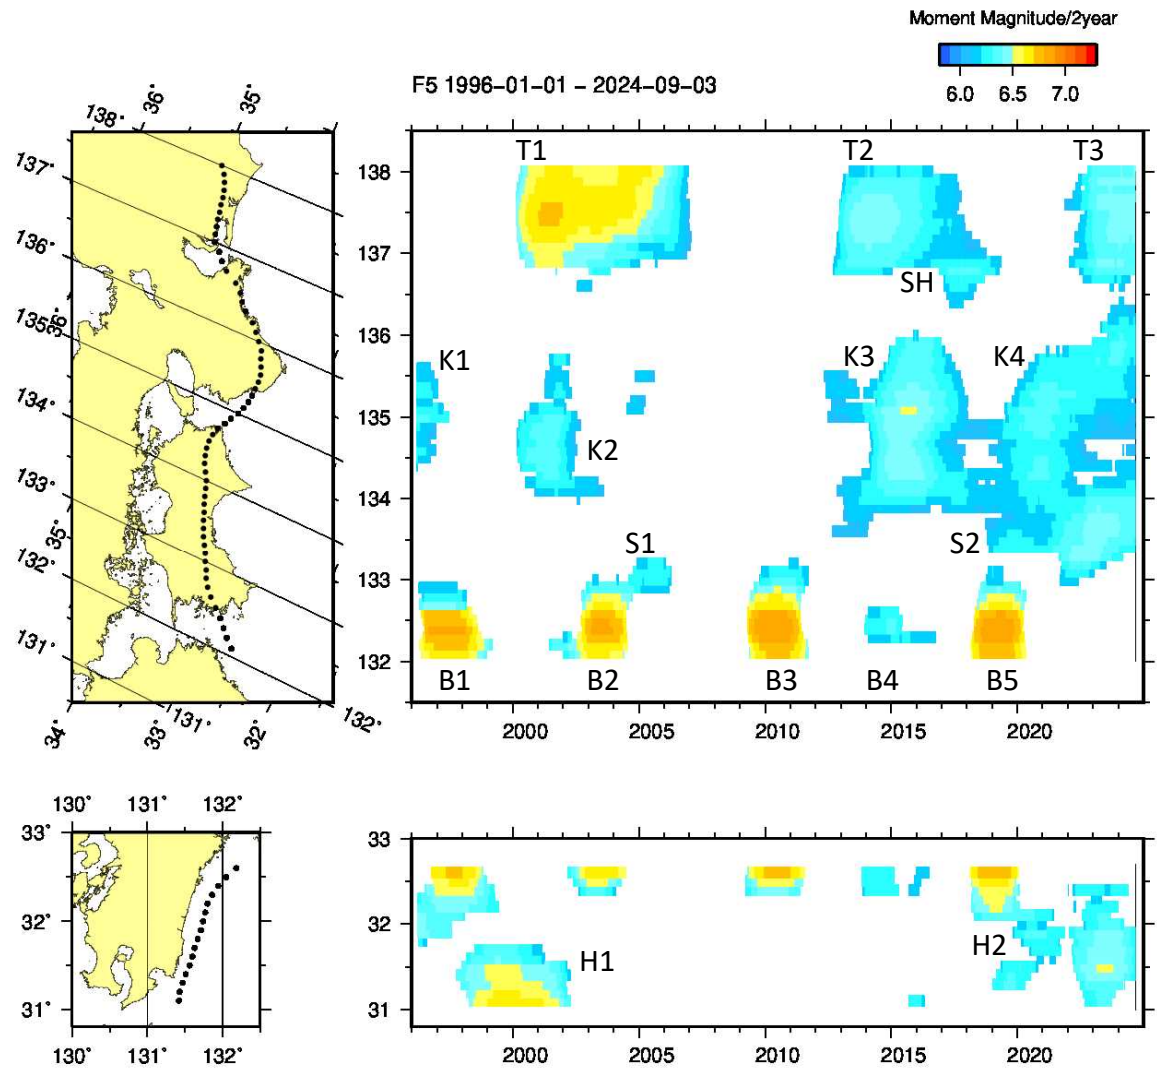 Moment Magnitude/2year
6.0 6.5 7.0
F5 1996-01-01 - 2024-09-03
138° 36° 35°
137°
136°
135°
36°
134°
133°
35°
132°
131°
34° 33° 131° 32° 132°
138
137
136
135
134
133
132
T1 T2 T3
SH
K1 K3 K4
K2
S1 S2
B1 B2 B3 B4 B5
2000 2005 2010 2015 2020
130° 131° 132°
33°
32°
31°
130° 131° 132°
33
32
31
H1 H2
2000 2005 2010 2015 2020